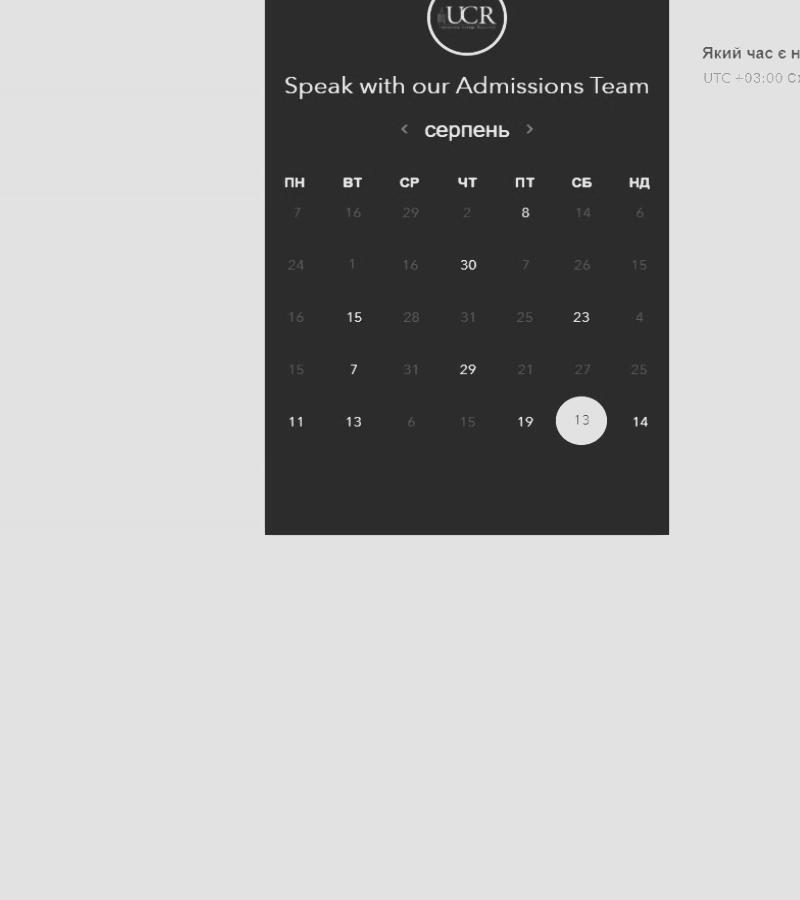 UCR
Speak with our Admissions Team
серпень
ПН ВТ СР ЧТ ПТ СБ НД
7 16 29 2 8 14 6
24 1 16 30 7 26 15
16 15 28 31 25 23 4
15 7 31 29 21 27 25
11 13 6 15 19 13 14
Який час є н
UTC +03:00 Сх